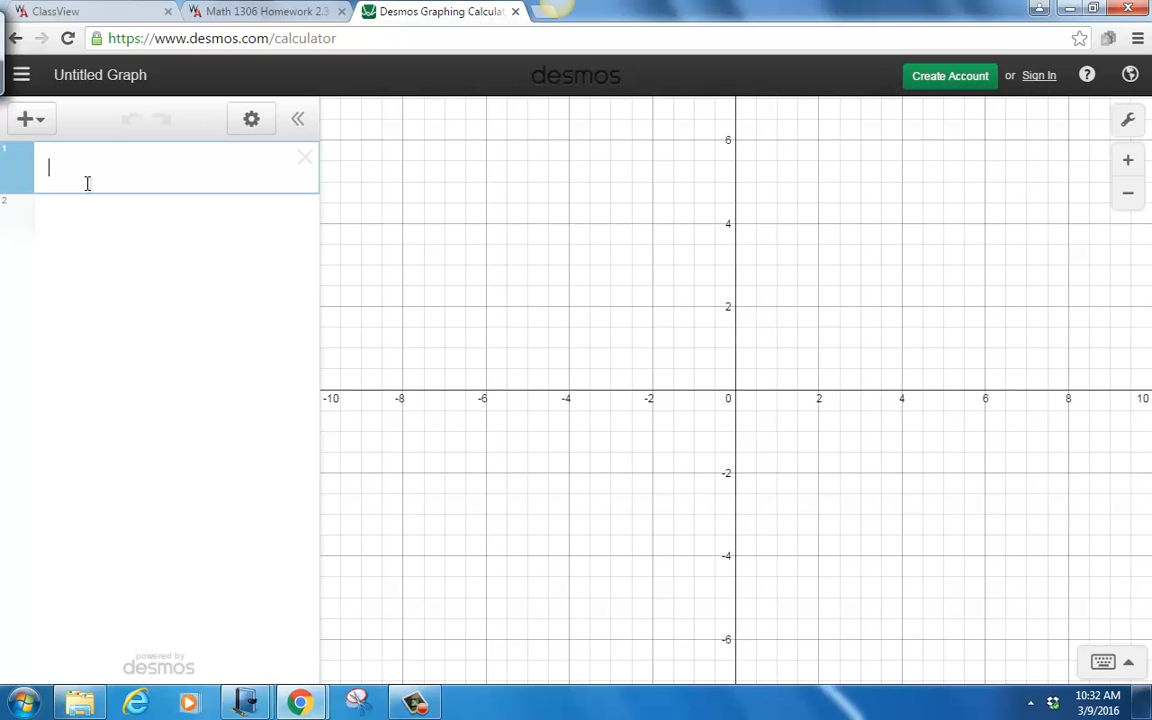 ClassView
Math 1306 Homework 2.3
Desmos Graphing Calculat
https://www.desmos.com/calculator
Untitled Graph
desmos
Create Account or Sign In
1
2
6
4
2
-10 -8 -6 -4 -2 0 2 4 6 8 10
-2
-4
-6
powered by
desmos
10:32 AM
3/9/2016